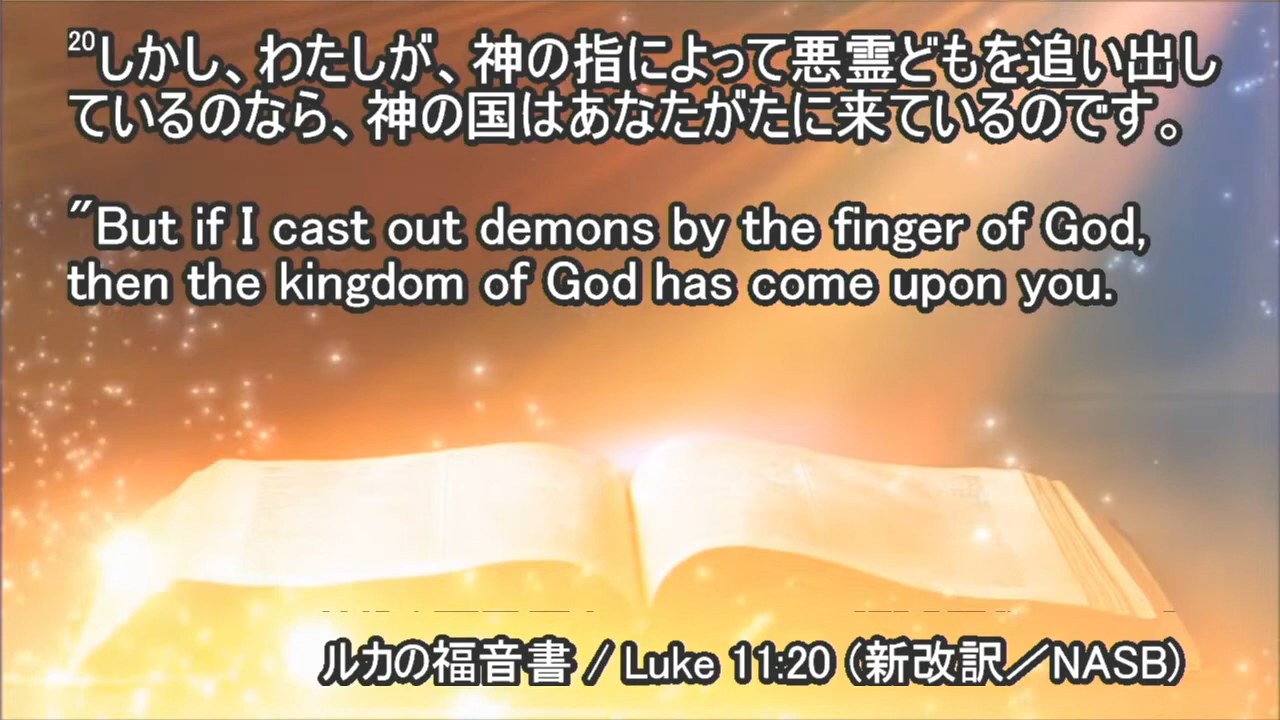 20しかし、わたしが、神の指によって悪霊どもを追い出し
ているのなら、神の国はあなたがたに来ているのです。
"But if I cast out demons by the finger of God,
then the kingdom of God has come upon you.
ルカの福音書 / Luke 11:20 (新改訳／NASB)